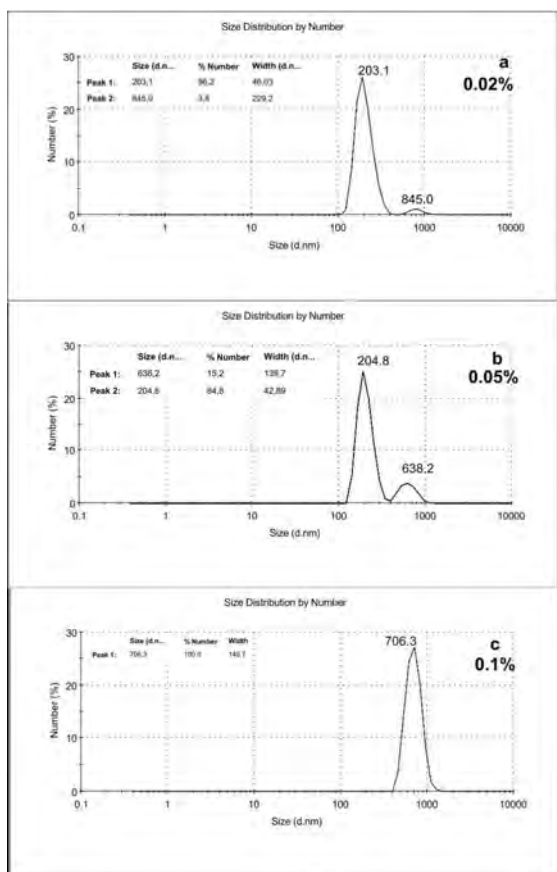 Size Distribution by Number
Size (d.n... % Number Width (d.n...
Peak 1: 203,1 96,2 46,03
Peak 2: 845,0 3,8 229,2
203.1
a
0.02%
845.0
Number (%)
30
20
10
0
0.1 1 10 100 1000 10000
Size (d.nm)
Size Distribution by Number
Size (d.n... % Number Width (d.n...
Peak 1: 638,2 15,2 139,7
Peak 2: 204,8 84,8 42,89
204.8
b
0.05%
638.2
Number (%)
30
20
10
0
0.1 1 10 100 1000 10000
Size (d.nm)
Size Distribution by Number
Size (d.n... % Number Width
Peak 1: 706,3 100,0
706.3
c
0.1%
Number (%)
30
20
10
0
0.1 1 10 100 1000 10000
Size (d.nm)